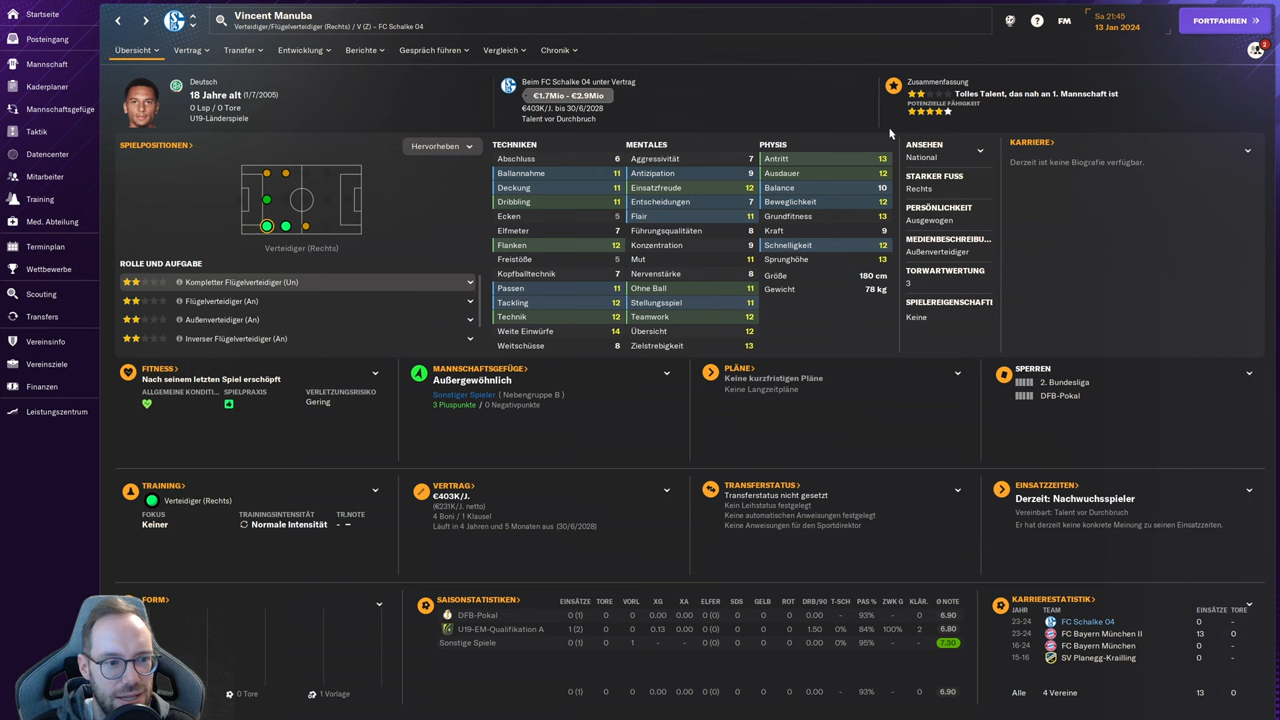 Startseite
Posteingang
Mannschaft
Kaderplaner
Mannschaftsgefüge
Taktik
Datencenter
Mitarbeiter
Training
Med. Abteilung
Terminplan
Wettbewerbe
Scouting
Transfers
Vereinsinfo
Vereinsziele
Finanzen
Leistungszentrum
Vincent Manuba
Verteidiger/Flügelverteidiger (Rechts) / V (Z) - FC Schalke 04
FM
Sa 21:45
13 Jan 2024
FORTFAHREN
2
Übersicht
Vertrag
Transfer
Entwicklung
Berichte
Gespräch führen
Vergleich
Chronik
Deutsch
18 Jahre alt (1/7/2005)
0 Lsp / 0 Tore
U19-Länderspiele
Beim FC Schalke 04 unter Vertrag
€1.7Mio - €2.9Mio
€403K/J. bis 30/6/2028
Talent vor Durchbruch
Zusammenfassung
Tolles Talent, das nah an 1. Mannschaft ist
POTENZIELLE FÄHIGKEIT
SPIELPOSITIONEN
Hervorheben
Verteidiger (Rechts)
ROLLE UND AUFGABE
Kompletter Flügelverteidiger (Un)
Flügelverteidiger (An)
Außenverteidiger (An)
Inverser Flügelverteidiger (An)
TECHNIKEN
Abschluss 6
Ballannahme 11
Deckung 11
Dribbling 11
Ecken 5
Elfmeter 7
Flanken 12
Freistöße 5
Kopfballtechnik 7
Passen 11
Tackling 12
Technik 12
Weite Einwürfe 14
Weitschüsse 8
MENTALES
Aggressivität 7
Antizipation 9
Einsatzfreude 12
Entscheidungen 7
Flair 11
Führungsqualitäten 8
Konzentration 9
Mut 11
Nervenstärke 8
Ohne Ball 11
Stellungsspiel 11
Teamwork 12
Übersicht 12
Zielstrebigkeit 13
PHYSIS
Antritt 13
Ausdauer 12
Balance 10
Beweglichkeit 12
Grundfitness 13
Kraft 9
Schnelligkeit 12
Sprunghöhe 13
Größe 180 cm
Gewicht 78 kg
ANSEHEN
National
STARKER FUSS
Rechts
PERSÖNLICHKEIT
Ausgewogen
MEDIENBESCHREIBU...
Außenverteidiger
TORWARTWERTUNG
3
SPIELEREIGENSCHAFTI
Keine
KARRIERE
Derzeit ist keine Biografie verfügbar.
FITNESS
Nach seinem letzten Spiel erschöpft
ALLGEMEINE KONDITI... SPIELPRAXIS VERLETZUNGSRISIKO
Gering
MANNSCHAFTSGEFÜGE
Außergewöhnlich
Sonstiger Spieler ( Nebengruppe B )
3 Pluspunkte / 0 Negativpunkte
PLÄNE
Keine kurzfristigen Pläne
Keine Langzeitpläne
SPERREN
2. Bundesliga
DFB-Pokal
TRAINING
Verteidiger (Rechts)
FOKUS TRAININGSINTENSITÄT TR.NOTE
Keiner Normale Intensität - -
VERTRAG
€403K/J.
(€231K/J. netto)
4 Boni / 1 Klausel
Läuft in 4 Jahren und 5 Monaten aus (30/6/2028)
TRANSFERSTATUS
Transferstatus nicht gesetzt
Kein Leihstatus festgelegt
Keine automatischen Anweisungen festgelegt
Keine Anweisungen für den Sportdirektor
EINSATZZEITEN
Derzeit: Nachwuchsspieler
Vereinbart: Talent vor Durchbruch
Er hat derzeit keine konkrete Meinung zu seinen Einsatzzeiten.
FORM
0 Tore 1 Vorlage
SAISONSTATISTIKEN EINSÄTZE TORE VORL XG XA ELFER SDS GELB ROT DRB/90 T-SCH PAS % ZWK G KLÄR. Ø NOTE
DFB-Pokal 0 (1) 0 0 0.00 0.00 0 (0) 0 0 0 0.00 - 93% - 0 6.90
U19-EM-Qualifikation A 1 (2) 0 0 0.13 0.00 0 (0) 0 0 0 1.50 0% 84% 100% 2 6.80
Sonstige Spiele 0 (1) 0 1 0.00 0.00 0 (0) 0 0 0 0.00 0% 95% - 0 7.30
0 (1) 0 0 0.00 0.00 0 (0) 0 0 0 0.00 - 93% - 0 6.90
KARRIERESTATISTIK
JAHR TEAM EINSÄTZE TORE
23-24 FC Schalke 04 0 -
23-24 FC Bayern München II 13 0
16-24 FC Bayern München 0 -
15-16 SV Planegg-Krailling 0 -
Alle 4 Vereine 13 0